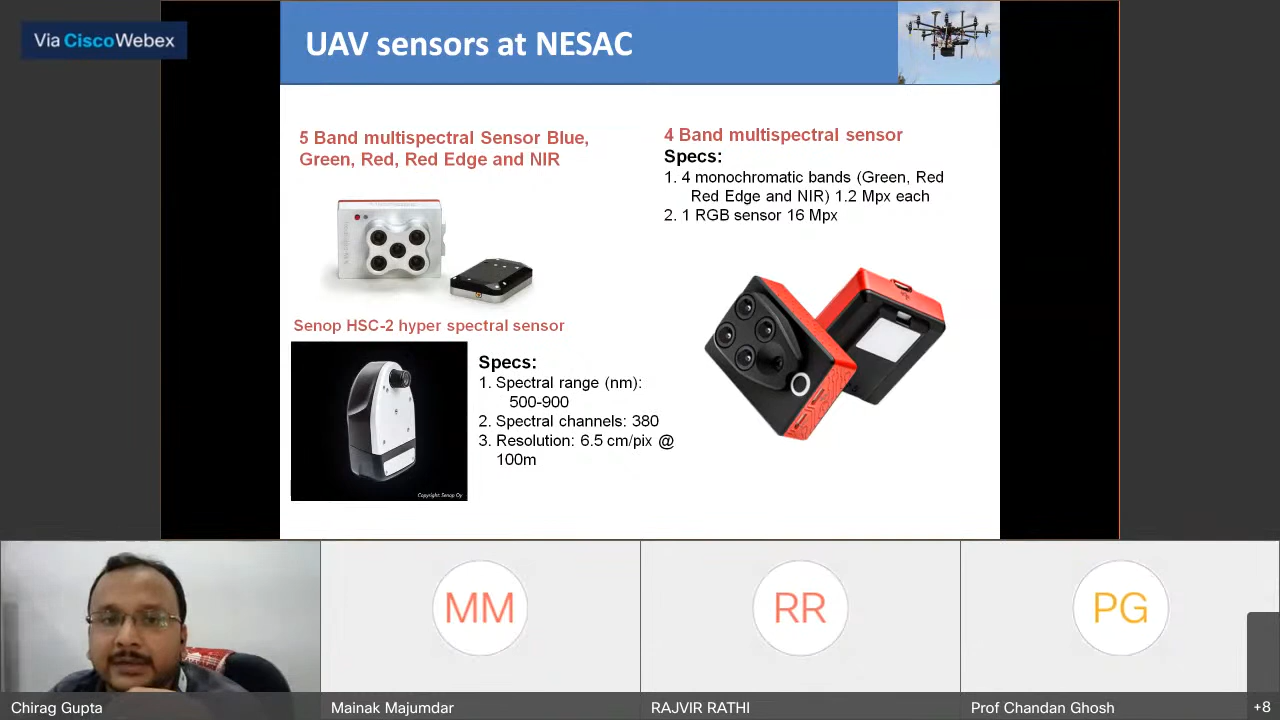 Via Cisco Webex
UAV sensors at NESAC
5 Band multispectral Sensor Blue,
Green, Red, Red Edge and NIR
4 Band multispectral sensor
Specs:
1. 4 monochromatic bands (Green, Red
Red Edge and NIR) 1.2 Mpx each
2. 1 RGB sensor 16 Mpx
Senop HSC-2 hyper spectral sensor
Specs:
1. Spectral range (nm):
500-900
2. Spectral channels: 380
3. Resolution: 6.5 cm/pix @
100m
Copyright: Senop Oy
MM
RR
PG
Chirag Gupta
Mainak Majumdar
RAJVIR RATHI
Prof Chandan Ghosh
+8